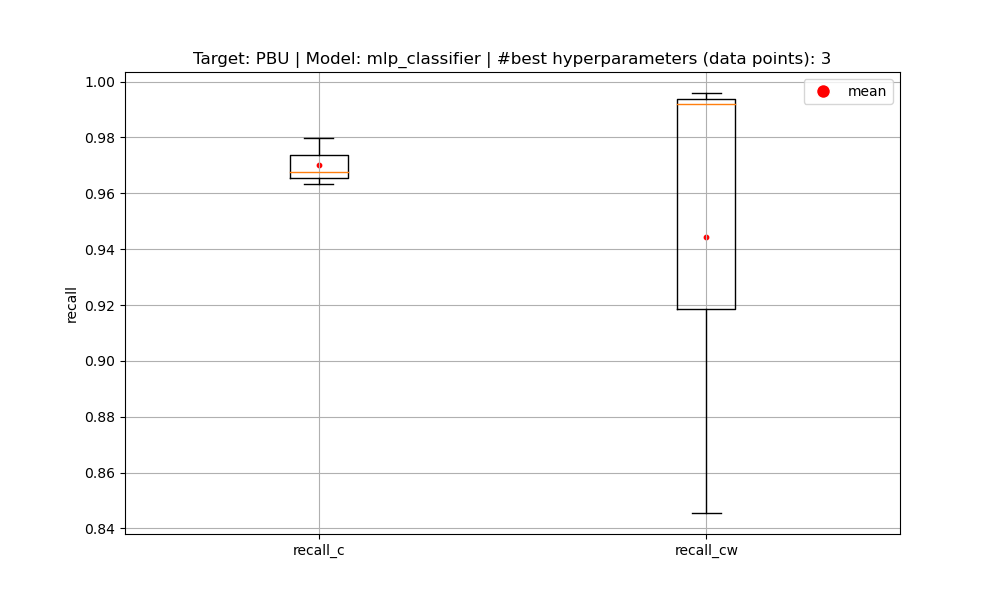 Target: PBU | Model: mlp_classifier | #best hyperparameters (data points): 3
mean
1.00
0.98
0.96
0.94
0.92
0.90
0.88
0.86
0.84
recall
recall_c
recall_cw